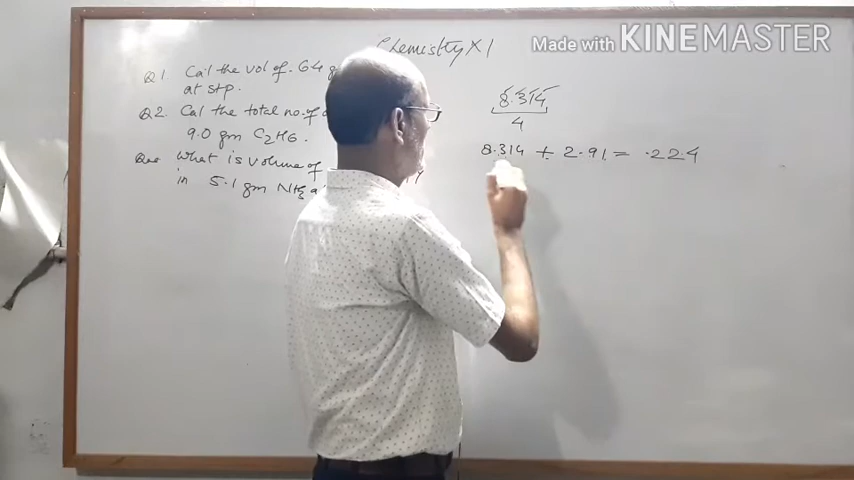 Chemistry XI
Made with KINEMASTER
Q1 Cal the vol of. 64 g
at stp.
Q2. Cal the total no. of
9.0 gm C2H6.
Que What is volume of
in 5.1 gm NH3
8.314
4
8.314 ÷ 2.91 = .224